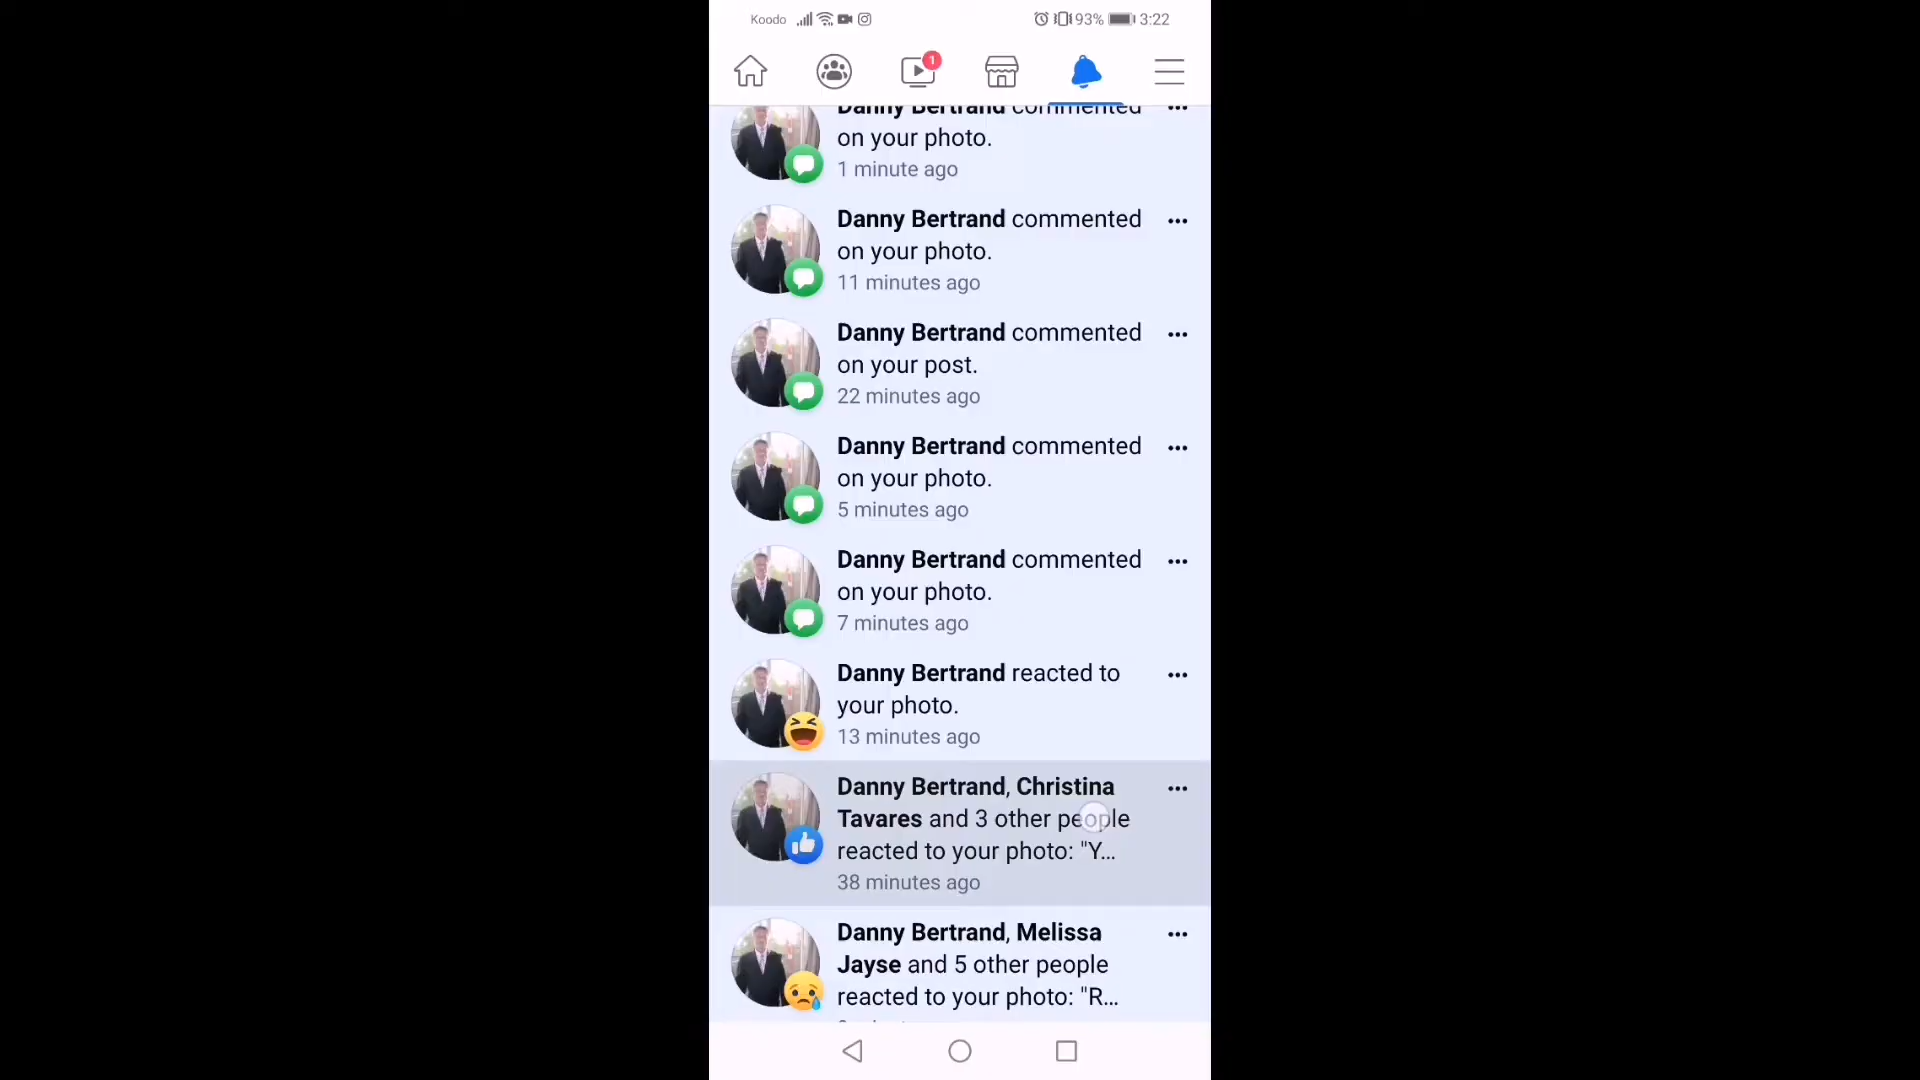 Koodo 93% 3:22
1
Danny Bertrand commented
on your photo.
1 minute ago
Danny Bertrand commented
on your photo.
11 minutes ago
Danny Bertrand commented
on your post.
22 minutes ago
Danny Bertrand commented
on your photo.
5 minutes ago
Danny Bertrand commented
on your photo.
7 minutes ago
Danny Bertrand reacted to
your photo.
13 minutes ago
Danny Bertrand, Christina
Tavares and 3 other people
reacted to your photo: "Y...
38 minutes ago
Danny Bertrand, Melissa
Jayse and 5 other people
reacted to your photo: "R...